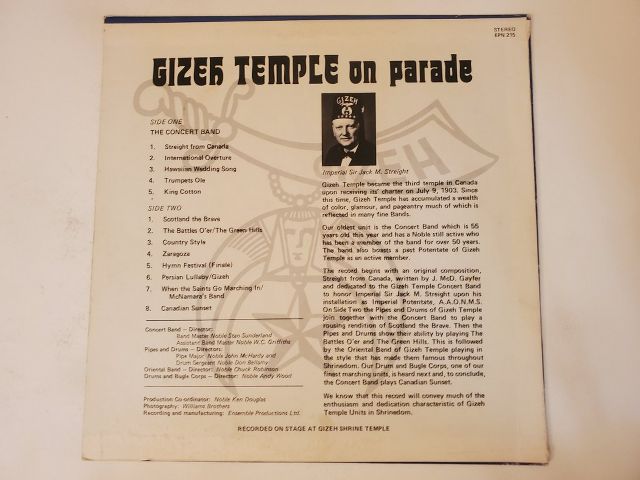 STEREO
EPN 215
GIZEH TEMPLE on parade
SIDE ONE
THE CONCERT BAND
1. Streight from Canada
2. International Overture
3. Hawaiian Wedding Song
4. Trumpets Ole
5. King Cotton
SIDE TWO
1. Scotland the Brave
2. The Battles O'er/The Green Hills
3. Country Style
4. Zaragoza
5. Hymn Festival (Finale)
6. Persian Lullaby/Gizeh
7. When the Saints Go Marching In/
McNamara's Band
8. Canadian Sunset
Concert Band — Director:
Band Master Noble Stan Sunderland
Assistant Band Master Noble W.C. Griffiths
Pipes and Drums — Directors:
Pipe Major Noble John McHardy and
Drum Sergeant Noble Don Bellamy
Oriental Band — Director: Noble Chuck Robinson
Drums and Bugle Corps — Director: Noble Andy Wood
Production Co-ordinator: Noble Ken Douglas
Photography: Williams Brothers
Recording and manufacturing: Ensemble Productions Ltd.
GIZEH
Imperial Sir Jack M. Streight
Gizeh Temple became the third temple in Canada
upon receiving its' charter on July 9, 1903. Since
this time, Gizeh Temple has accumulated a wealth
of color, glamour, and pageantry much of which is
reflected in many fine Bands.
Our oldest unit is the Concert Band which is 55
years old this year and has a Noble still active who
has been a member of the band for over 50 years.
The band also boasts a past Potentate of Gizeh
Temple as an active member.
The record begins with an original composition,
Streight from Canada, written by J. McD. Gayfer
and dedicated to the Gizeh Temple Concert Band
to honor Imperial Sir Jack M. Streight upon his
installation as Imperial Potentate, A.A.O.N.M.S.
On Side Two the Pipes and Drums of Gizeh Temple
join together with the Concert Band to play a
rousing rendition of Scotland the Brave. Then the
Pipes and Drums show their ability by playing The
Battles O'er and The Green Hills. This is followed
by the Oriental Band of Gizeh Temple playing in
the style that has made them famous throughout
Shrinedom. Our Drum and Bugle Corps, one of our
finest marching units, is heard next and, to conclude,
the Concert Band plays Canadian Sunset.
We know that this record will convey much of the
enthusiasm and dedication characteristic of Gizeh
Temple Units in Shrinedom.
RECORDED ON STAGE AT GIZEH SHRINE TEMPLE
GIZEH